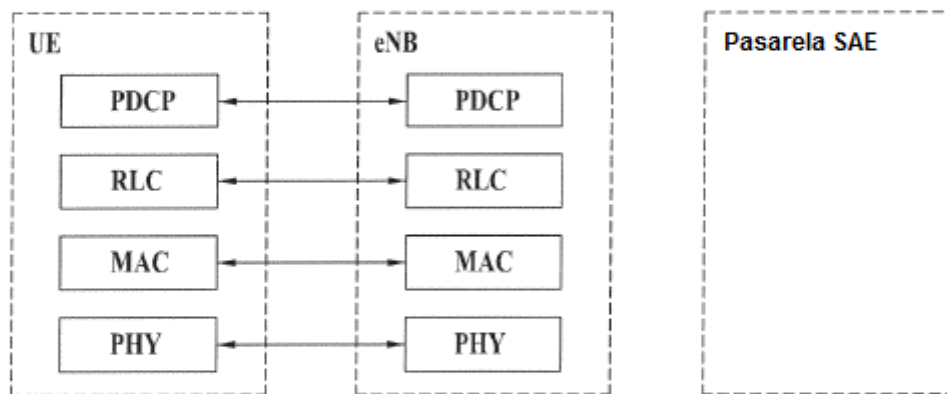 UE
eNB
Pasarela SAE
PDCP
PDCP
RLC
RLC
MAC
MAC
PHY
PHY